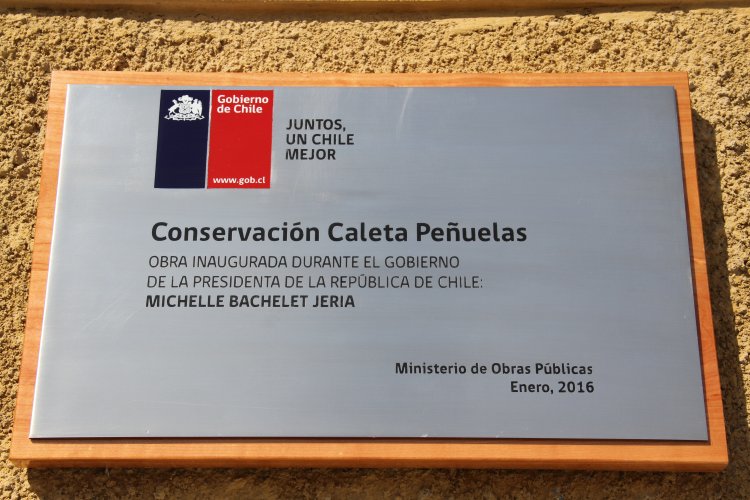 Gobierno
de Chile
www.gob.cl
JUNTOS,
UN CHILE
MEJOR
Conservación Caleta Peñuelas
OBRA INAUGURADA DURANTE EL GOBIERNO
DE LA PRESIDENTA DE LA REPÚBLICA DE CHILE:
MICHELLE BACHELET JERIA
Ministerio de Obras Públicas
Enero, 2016